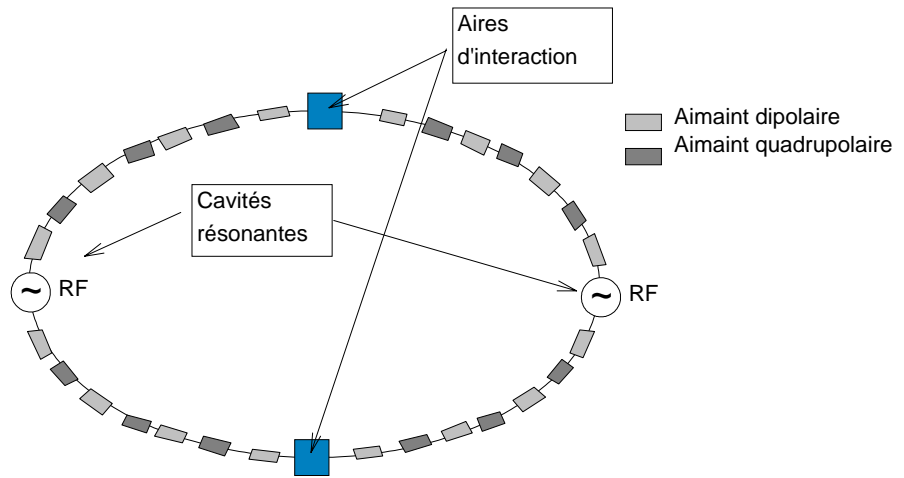 Aires
d'interaction
Aimaint dipolaire
Aimaint quadrupolaire
Cavités
résonantes
~ RF
~ RF